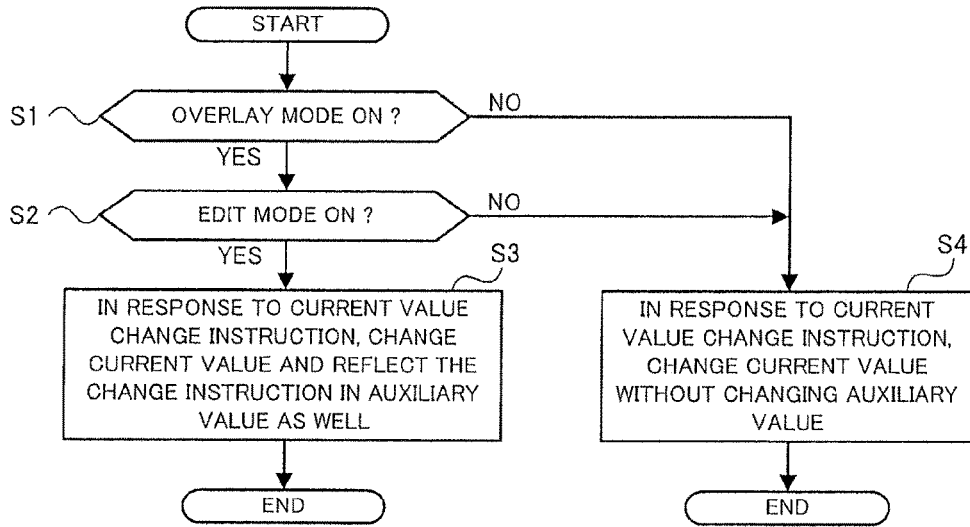 START
S1
OVERLAY MODE ON ?
NO
YES
S2
EDIT MODE ON ?
NO
YES
S3
IN RESPONSE TO CURRENT VALUE
CHANGE INSTRUCTION, CHANGE
CURRENT VALUE AND REFLECT THE
CHANGE INSTRUCTION IN AUXILIARY
VALUE AS WELL
END
S4
IN RESPONSE TO CURRENT
VALUE CHANGE INSTRUCTION,
CHANGE CURRENT VALUE
WITHOUT CHANGING AUXILIARY
VALUE
END